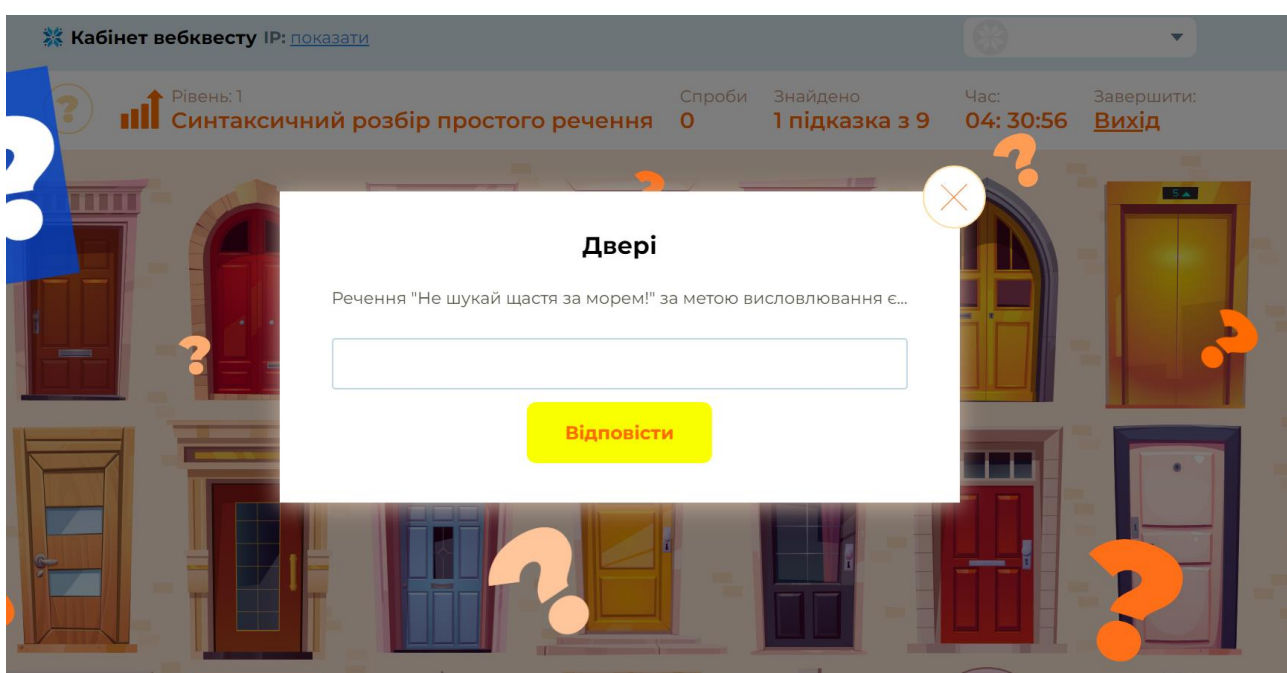 Кабінет вебквесту IP: показати
Рівень: 1
Синтаксичний розбір простого речення
Спроби
0
Знайдено
1 підказка з 9
Час:
04: 30:56
Завершити:
Вихід
5
Двері
Речення "Не шукай щастя за морем!" за метою висловлювання є...
Відповісти